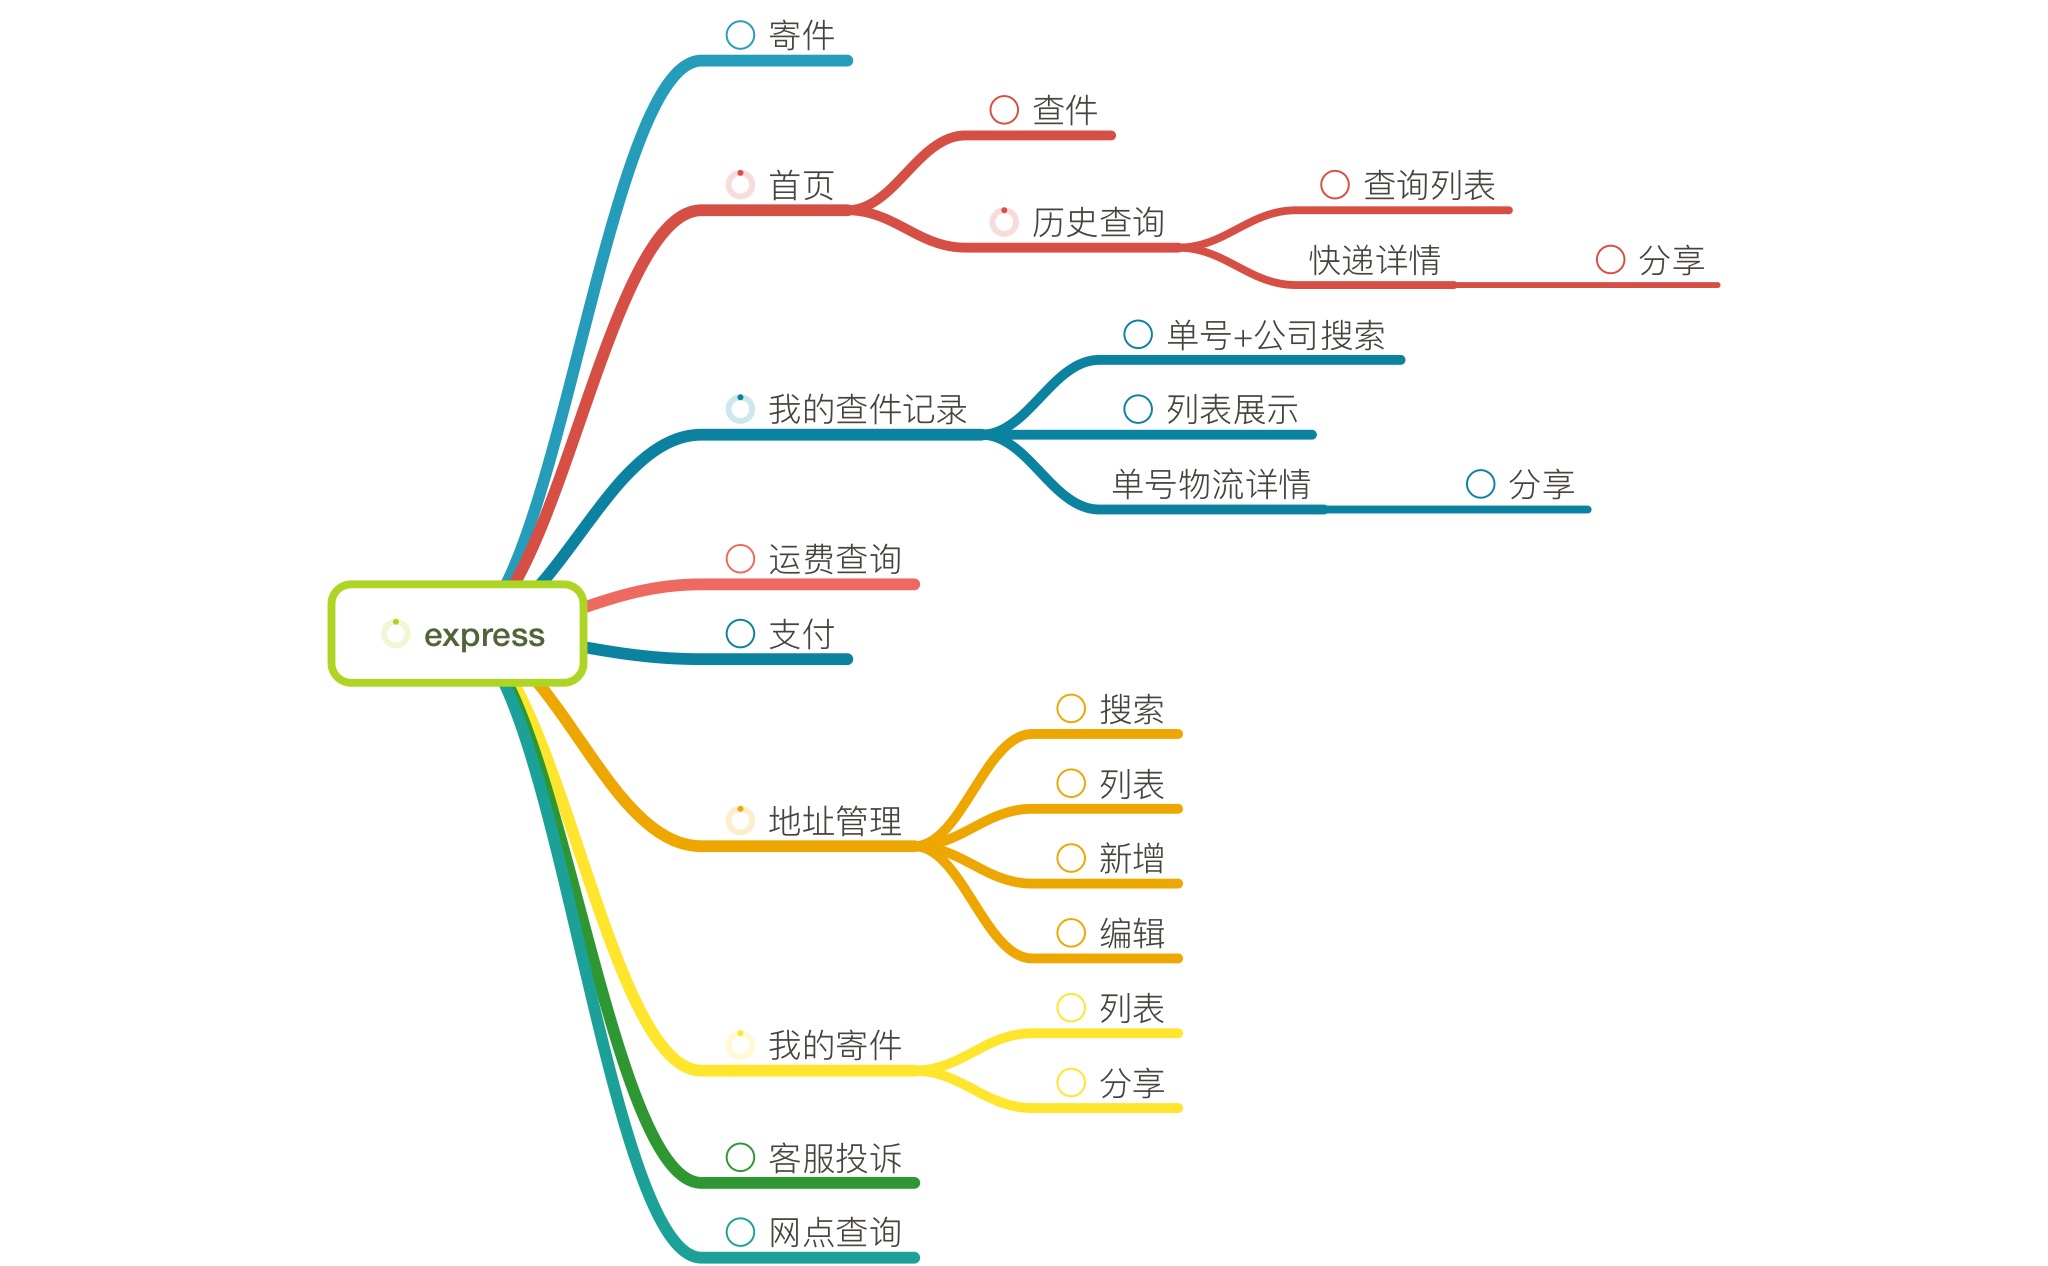 寄件
查件
首页
查询列表
历史查询
快递详情
分享
单号+公司搜索
我的查件记录
列表展示
单号物流详情
分享
运费查询
express
支付
搜索
列表
地址管理
新增
编辑
列表
我的寄件
分享
客服投诉
网点查询